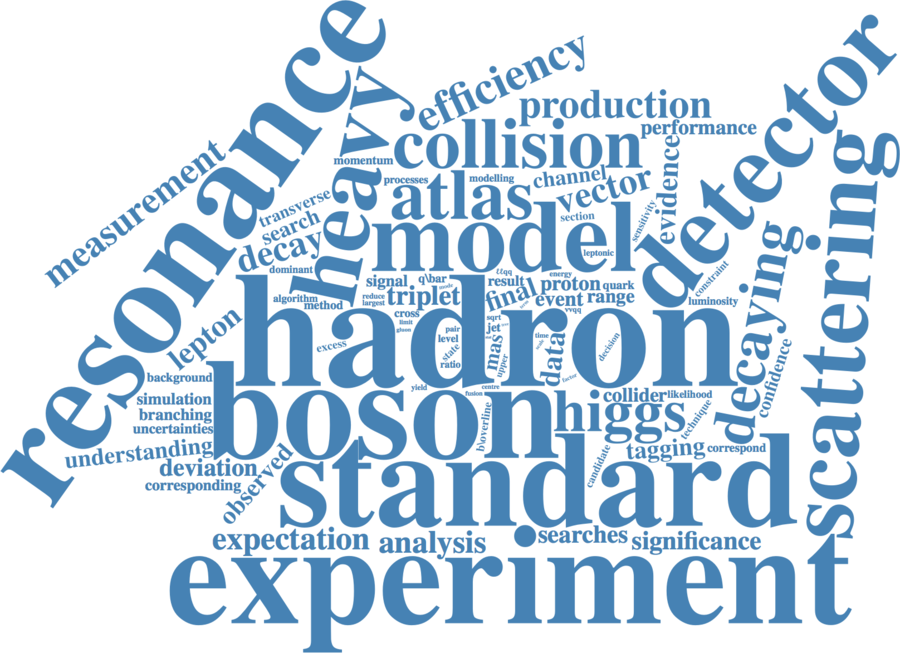 resonance
heavy
efficiency
production
performance
detector
collision
momentum
processes
modelling
channel
vector
evidence
scattering
measurement
transverse
search
decay
atlas
section
sensitivity
model
leptonic
dominant
signal
q\bar
result
ℓℓqq
energy
proton
quark
constraint
luminosity
decaying
algorithm
method
reduce
largest
triplet
final
event
range
vvqq
hadron
cross
limit
gluon
sqrt
jet
pair
level
state
ratio
mas
upper
data
time
decision
excess
lepton
confidence
background
yield
fusion
centre
factor
boson
higgs
collider
likelihood
simulation
branching
uncertainties
b\overline
technique
understanding
deviation
corresponding
observed
candidate
tagging
correspond
standard
expectation
analysis
searches
significance
experiment